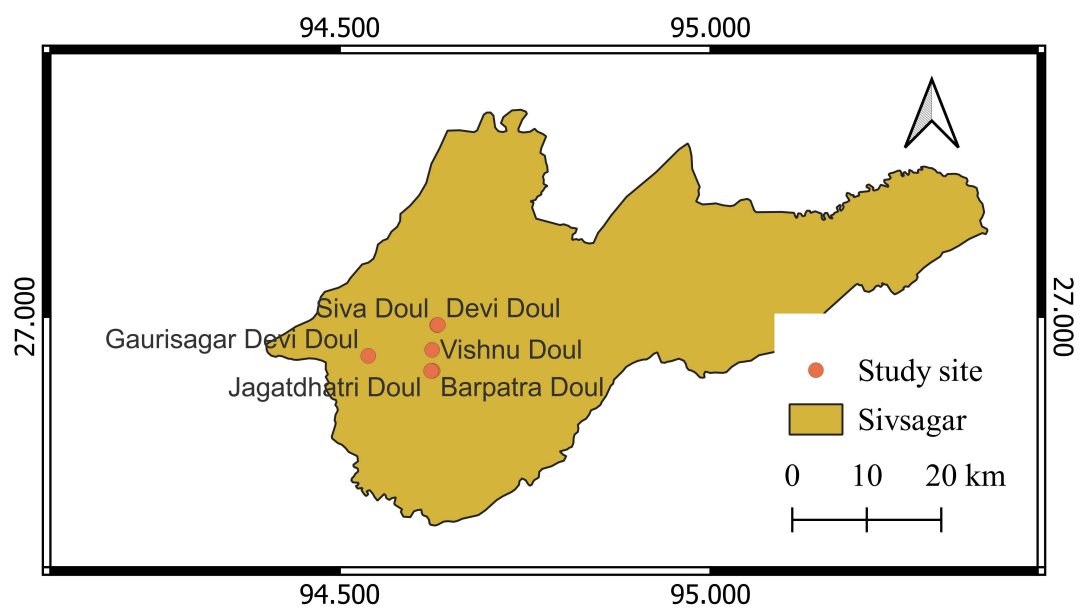 94.500 95.000
27.000
27.000
Siva Doul Devi Doul
Gaurisagar Devi Doul
Vishnu Doul
Jagatdhatri Doul Barpatra Doul
Study site
Sivsagar
0 10 20 km
94.500 95.000